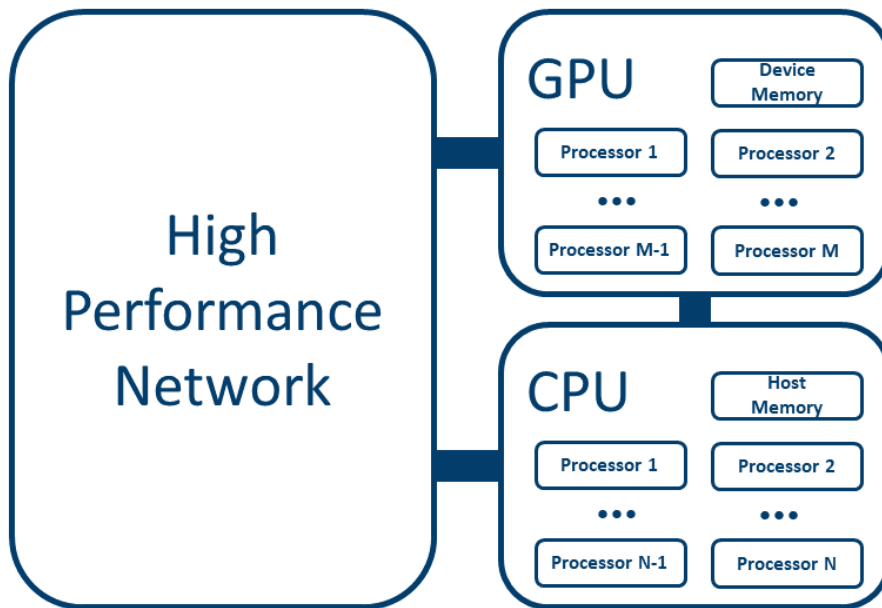 High
Performance
Network
GPU
Device
Memory
Processor 1
Processor 2
•••
•••
Processor M-1
Processor M
CPU
Host
Memory
Processor 1
Processor 2
•••
•••
Processor N-1
Processor N